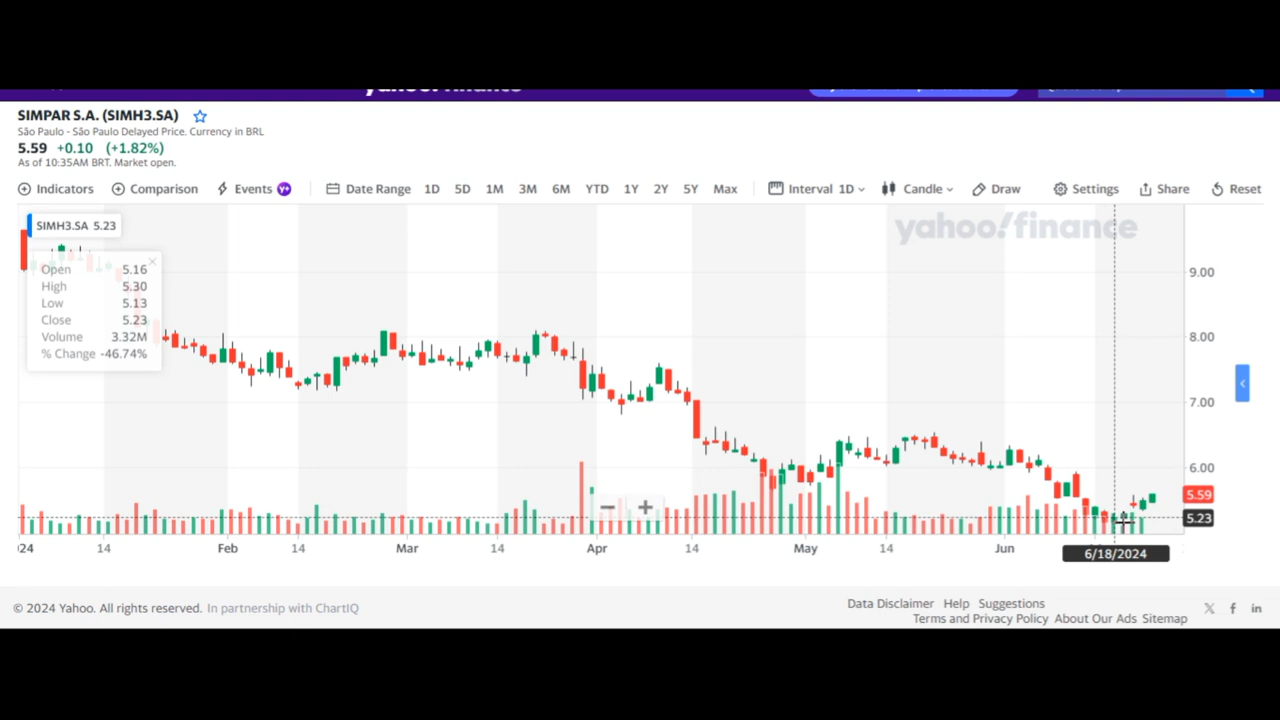 SIMPAR S.A. (SIMH3.SA)
São Paulo - São Paulo Delayed Price. Currency in BRL
5.59 +0.10 (+1.82%)
As of 10:35AM BRT. Market open.
Indicators Comparison Events Y+ Date Range 1D 5D 1M 3M 6M YTD 1Y 2Y 5Y Max Interval 1D Candle Draw Settings Share Reset
SIMH3.SA 5.23
yahoo!finance
Open 5.16
High 5.30
Low 5.13
Close 5.23
Volume 3.32M
% Change -46.74%
9.00
8.00
7.00
6.00
5.59
5.23
24 14 Feb 14 Mar 14 Apr 14 May 14 Jun
6/18/2024
© 2024 Yahoo. All rights reserved. In partnership with ChartIQ
Data Disclaimer Help Suggestions
Terms and Privacy Policy About Our Ads Sitemap